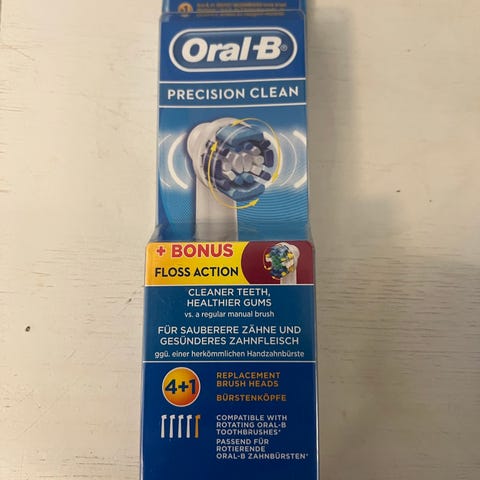 Oral-B®
PRECISION CLEAN
+ BONUS
FLOSS ACTION
CLEANER TEETH,
HEALTHIER GUMS
vs. a regular manual brush
FÜR SAUBERERE ZÄHNE UND
GESÜNDERES ZAHNFLEISCH
ggü. einer herkömmlichen Handzahnbürste
4+1
REPLACEMENT
BRUSH HEADS
BÜRSTENKÖPFE
COMPATIBLE WITH
ROTATING ORAL-B
TOOTHBRUSHES*
PASSEND FÜR
ROTIERENDE
ORAL-B ZAHNBÜRSTEN*